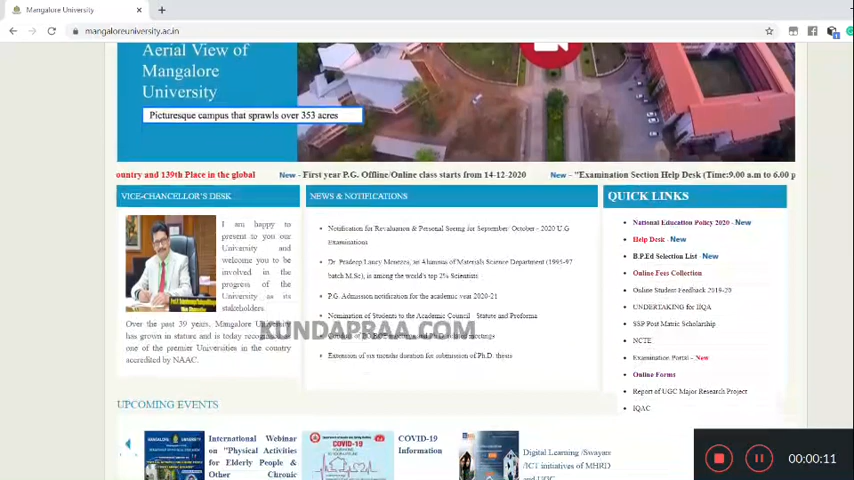 Mangalore University
mangaloreuniversity.ac.in
Aerial View of
Mangalore
University
Picturesque campus that sprawls over 353 acres
ountry and 139th Place in the global New - First year P.G. Offline/Online class starts from 14-12-2020 New - "Examination Section Help Desk (Time:9.00 a.m to 6.00 p
VICE-CHANCELLOR'S DESK
I am happy to
present to you our
University and
welcome you to be
involved in the
progress of the
University as its
stakeholders.
Over the past 39 years, Mangalore University
has grown in stature and is today
one of the premier Universities in the country
accredited by NAAC.
NEWS & NOTIFICATIONS
Notification for Revaluation & Personal Seeing for September/ October - 2020 U.G
Examinations
Dr. Pradeep Lancy Menezes, an alumnus of Materials Science Department (1995-97
batch M.Sc), is among the world's top 2% Scientists
P.G. Admission notification for the academic year 2020-21
Nomination of Students to the Academic Council - Statute and Proforma
meetings
Extension of six months duration for submission of Ph.D. thesis
KUNDAPRAA.COM
QUICK LINKS
National Education Policy 2020 - New
Help Desk - New
B.P.Ed Selection List - New
Online Fees Collection
Online Student Feedback 2019-20
UNDERTAKING for IIQA
SSP Post Matric Scholarship
NCTE
Examination Portal - New
Online Forms
Report of UGC Major Research Project
IQAC
UPCOMING EVENTS
International Webinar
on "Physical Activities
for Elderly People &
Other Chronic
COVID-19
COVID-19
Information
Digital Learning /Swayam
/ICT initiatives of MHRD
and UGC
00:00:11